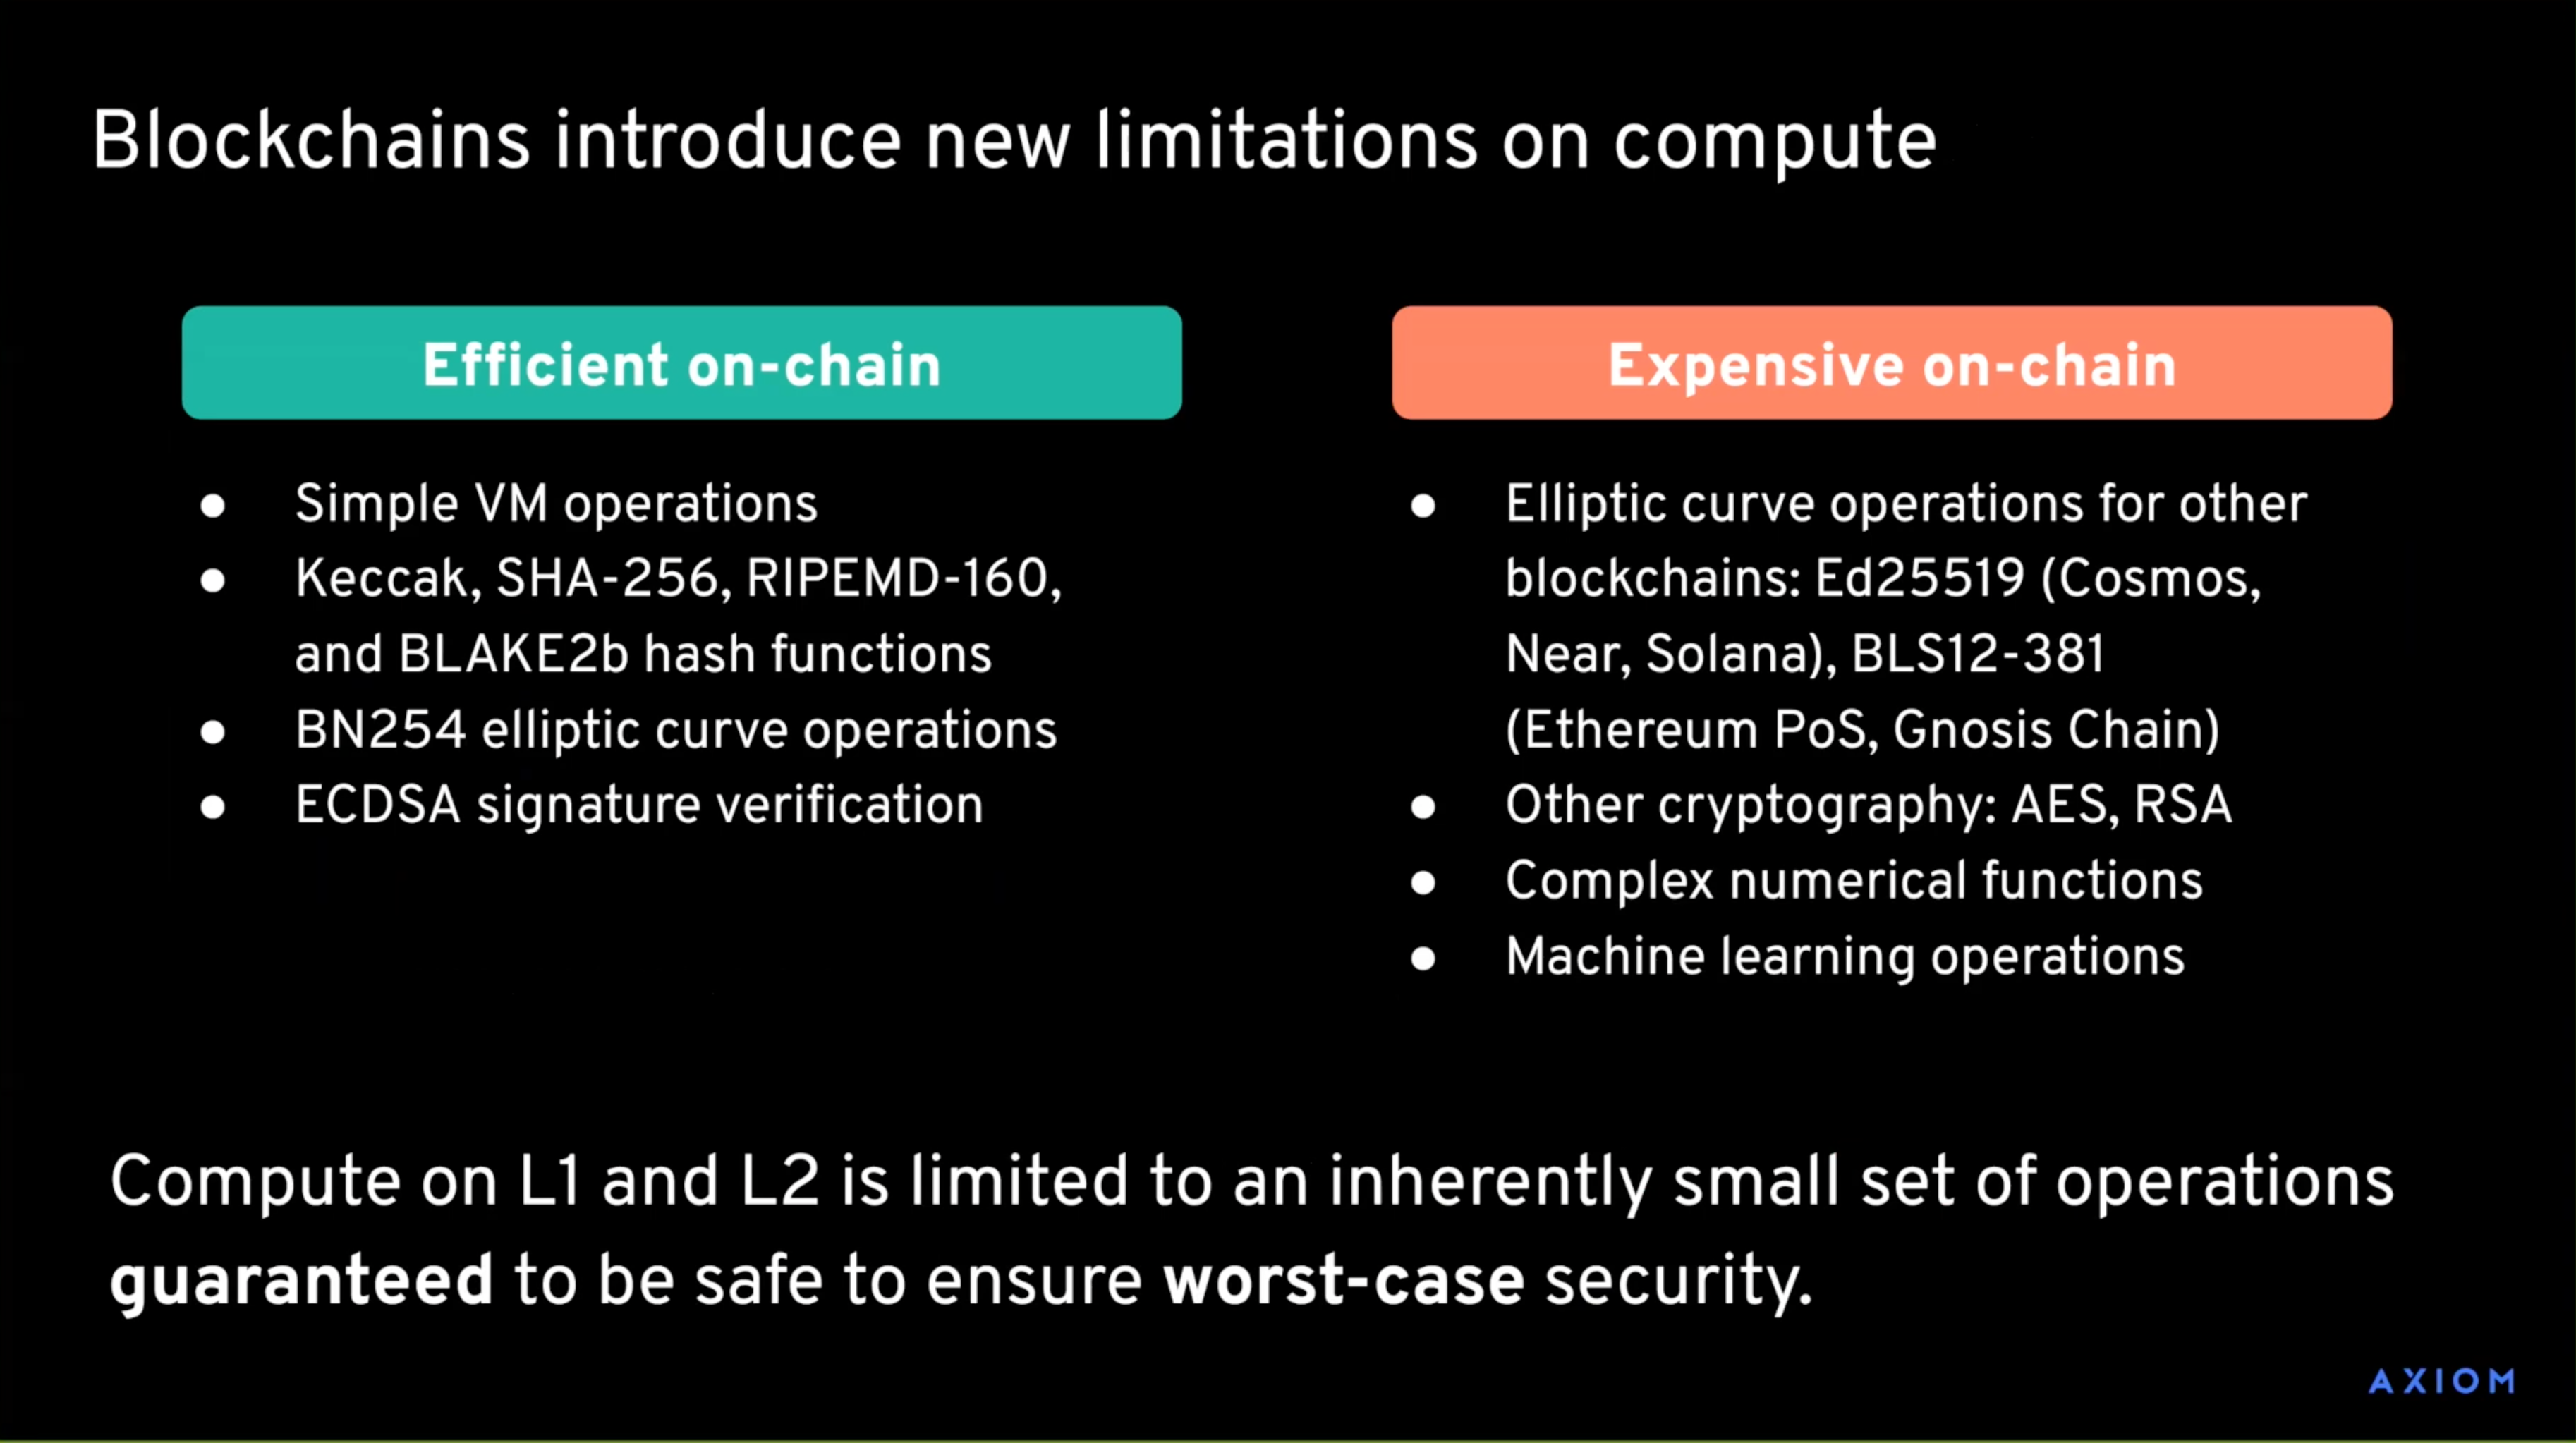 Blockchains introduce new limitations on compute
Efficient on-chain
● Simple VM operations
● Keccak, SHA-256, RIPEMD-160,
and BLAKE2b hash functions
● BN254 elliptic curve operations
● ECDSA signature verification
Expensive on-chain
● Elliptic curve operations for other
blockchains: Ed25519 (Cosmos,
Near, Solana), BLS12-381
(Ethereum PoS, Gnosis Chain)
● Other cryptography: AES, RSA
● Complex numerical functions
● Machine learning operations
Compute on L1 and L2 is limited to an inherently small set of operations
guaranteed to be safe to ensure worst-case security.
AXIOM